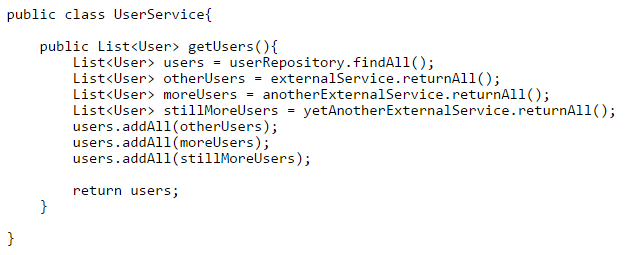 public class UserService{
public List<User> getUsers(){
List<User> users = userRepository.findAll();
List<User> otherUsers = externalService.returnAll();
List<User> moreUsers = anotherExternalService.returnAll();
List<User> stillMoreUsers = yetAnotherExternalService.returnAll();
users.addAll(otherUsers);
users.addAll(moreUsers);
users.addAll(stillMoreUsers);
return users;
}
}